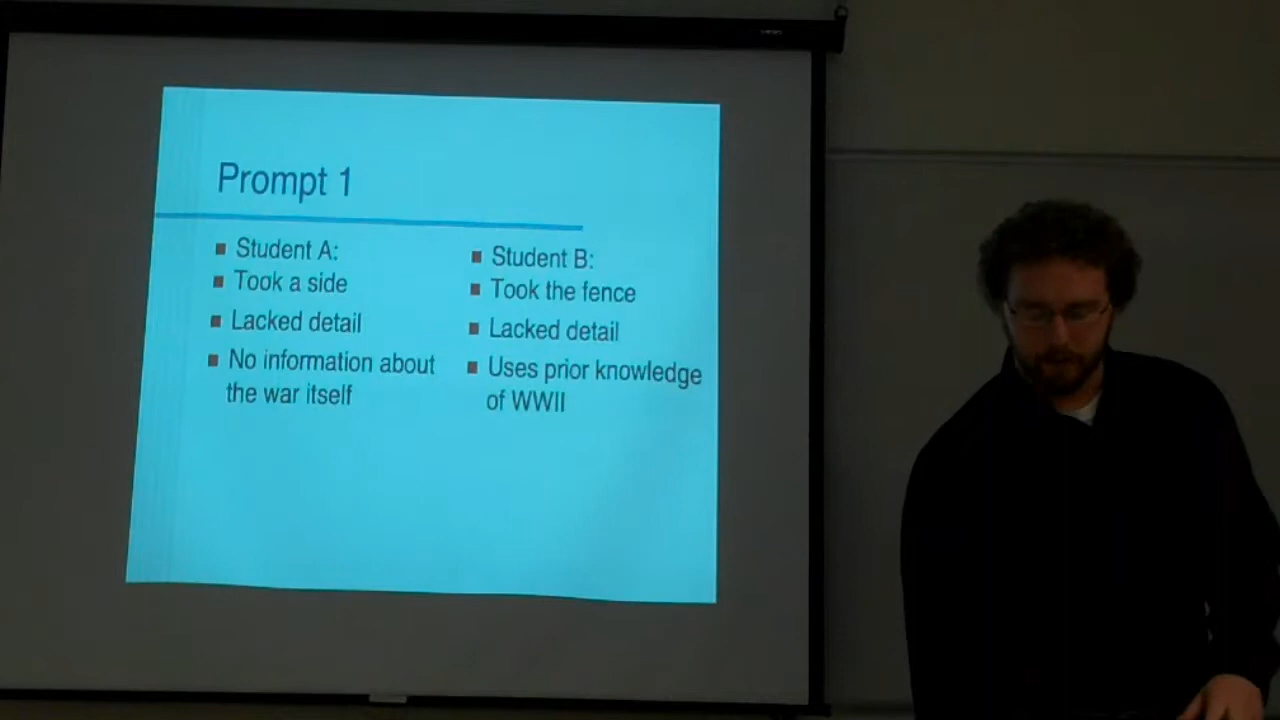 Prompt 1
Student A:
Took a side
Lacked detail
No information about
the war itself
Student B:
Took the fence
Lacked detail
Uses prior knowledge
of WWII